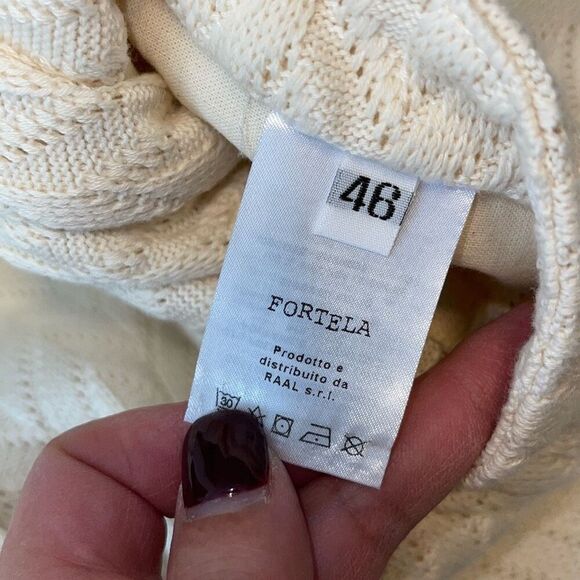 46
FORTELA
Prodotto e
distribuito da
RAAL s.r.l.
30